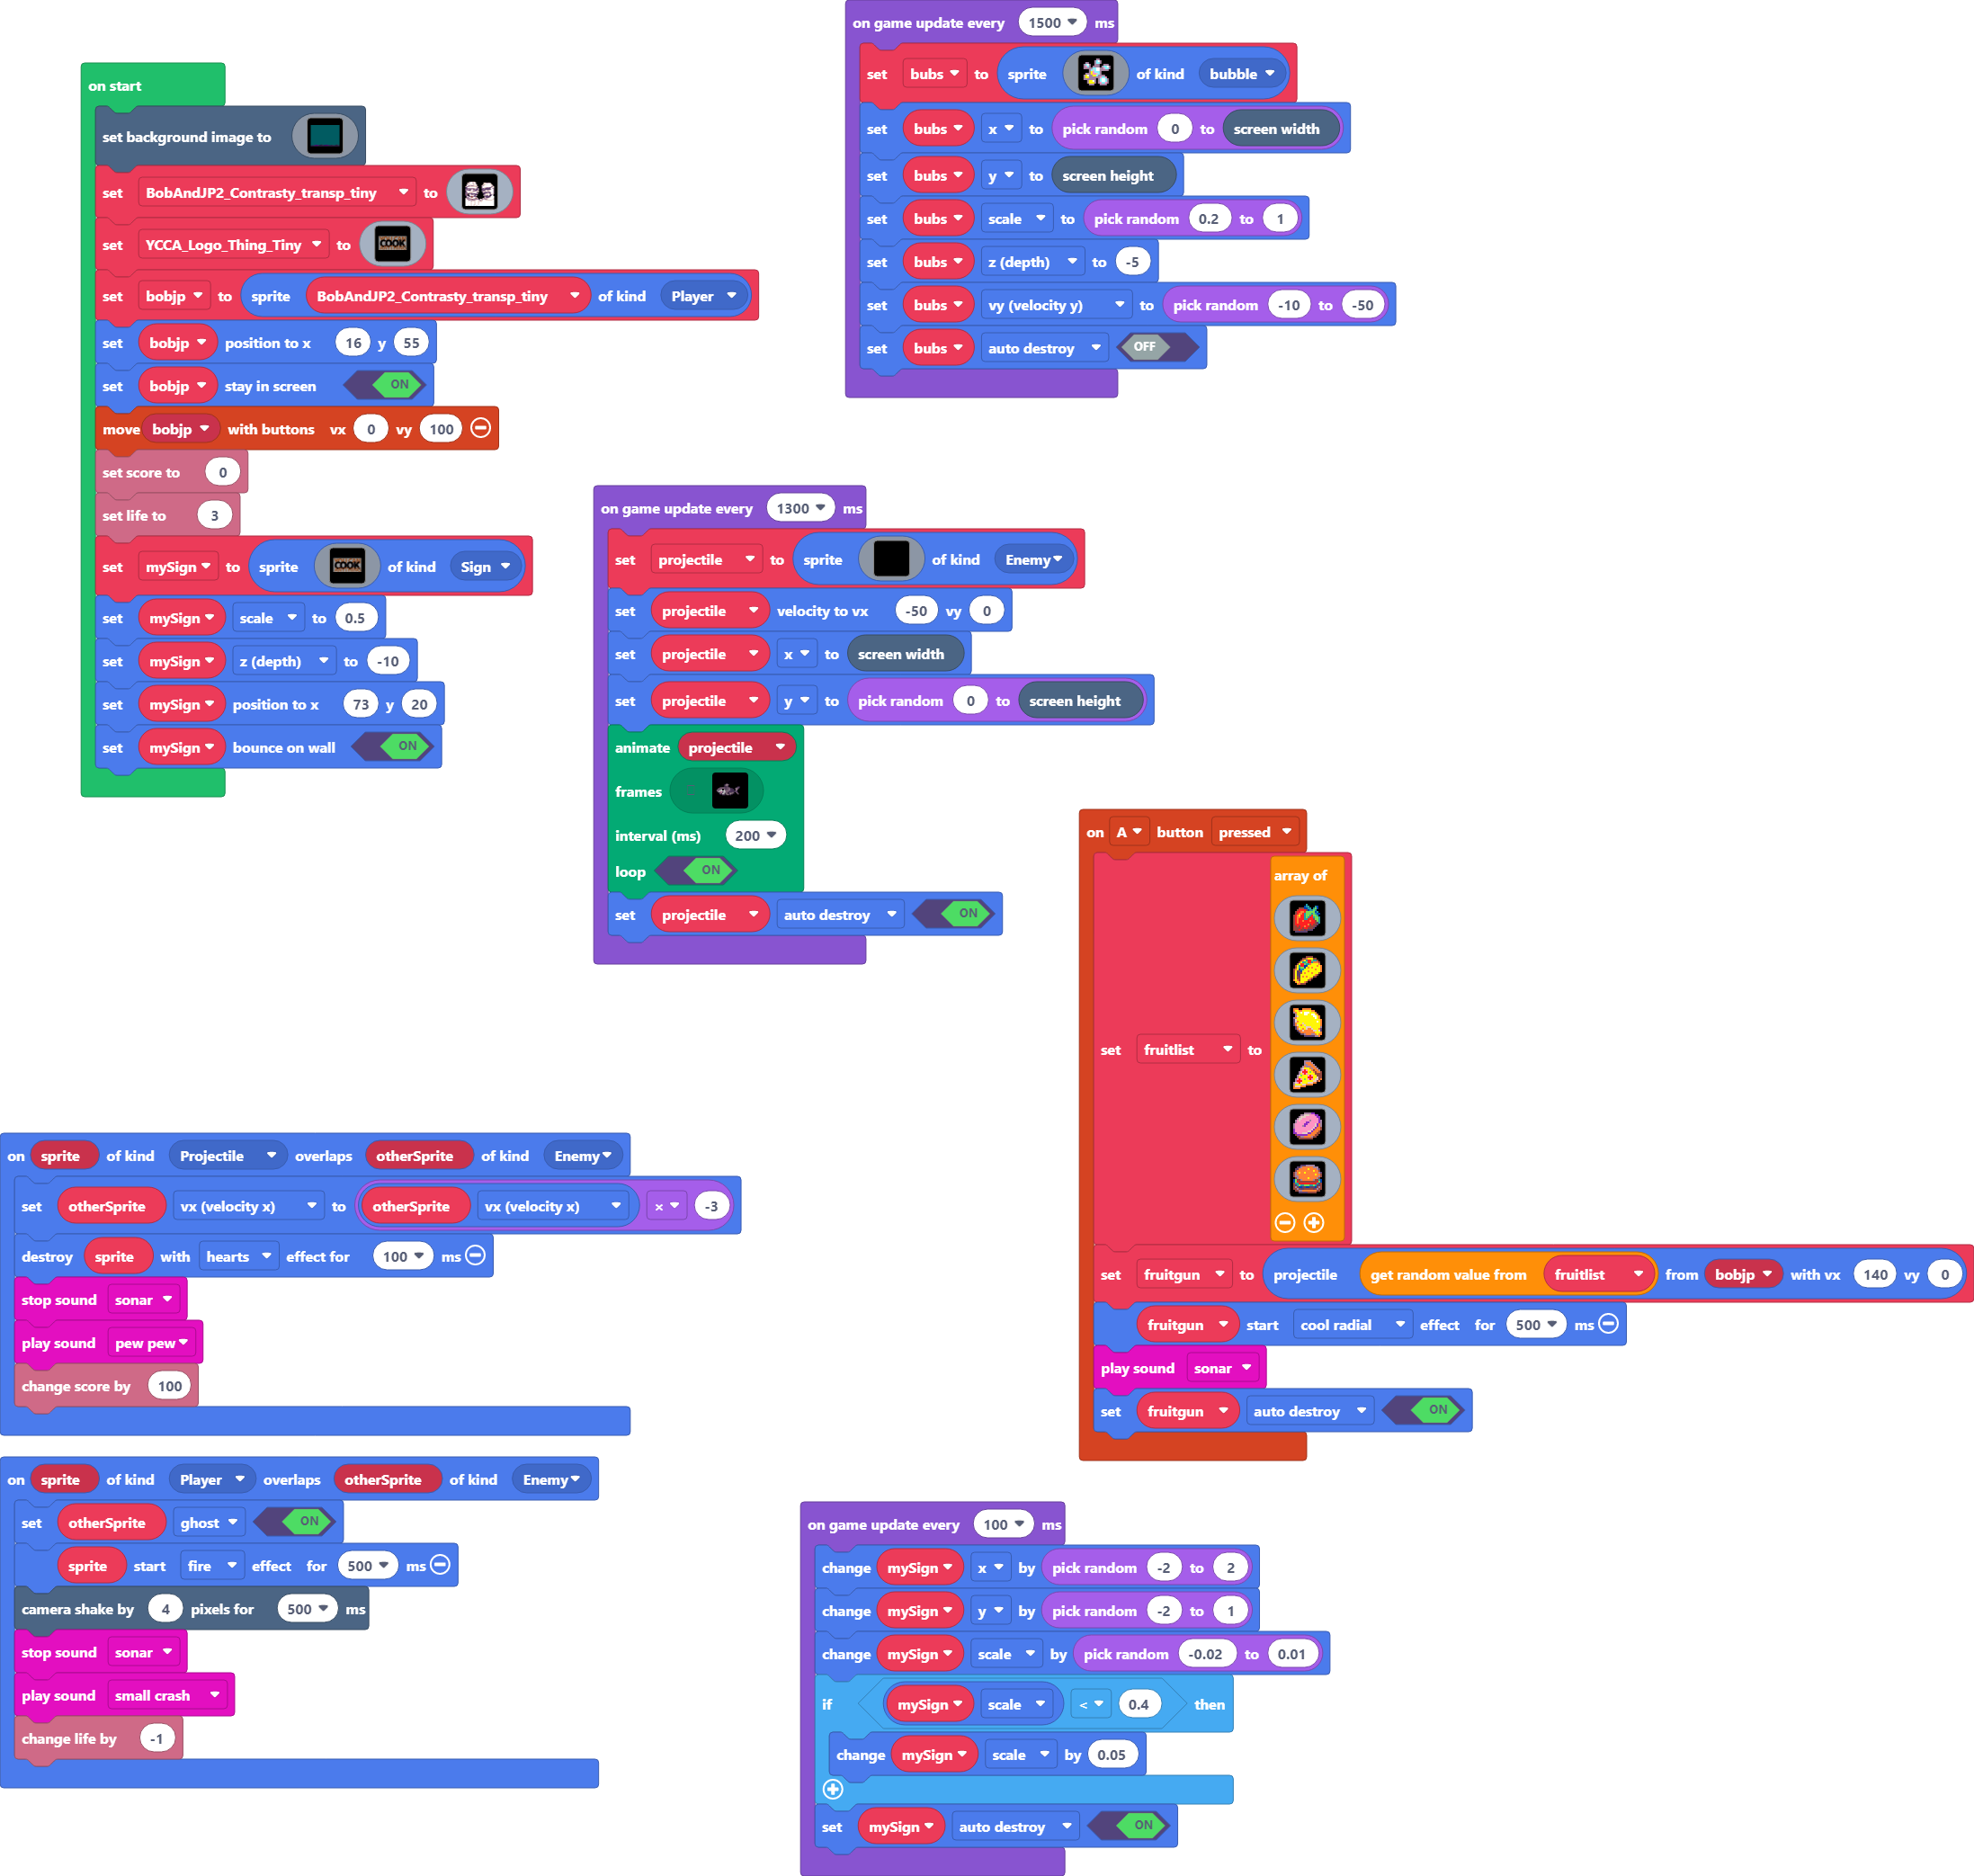 on start
set background image to
set BobAndJP2_Contrasty_transp_tiny to
set YCCA_Logo_Thing_Tiny to COOK
set bobjp to sprite BobAndJP2_Contrasty_transp_tiny of kind Player
set bobjp position to x 16 y 55
set bobjp stay in screen ON
move bobjp with buttons vx 0 vy 100
set score to 0
set life to 3
set mySign to sprite COOK of kind Sign
set mySign scale to 0.5
set mySign z (depth) to -10
set mySign position to x 73 y 20
set mySign bounce on wall ON
on game update every 1500 ms
set bubs to sprite of kind bubble
set bubs x to pick random 0 to screen width
set bubs y to screen height
set bubs scale to pick random 0.2 to 1
set bubs z (depth) to -5
set bubs vy (velocity y) to pick random -10 to -50
set bubs auto destroy OFF
on game update every 1300 ms
set projectile to sprite of kind Enemy
set projectile velocity to vx -50 vy 0
set projectile x to screen width
set projectile y to pick random 0 to screen height
animate projectile
frames
interval (ms) 200
loop ON
set projectile auto destroy ON
on A button pressed
array of
set fruitlist to
set fruitgun to projectile get random value from fruitlist from bobjp with vx 140 vy 0
fruitgun start cool radial effect for 500 ms
play sound sonar
set fruitgun auto destroy ON
on sprite of kind Projectile overlaps otherSprite of kind Enemy
set otherSprite vx (velocity x) to otherSprite vx (velocity x) × -3
destroy sprite with hearts effect for 100 ms
stop sound sonar
play sound pew pew
change score by 100
on sprite of kind Player overlaps otherSprite of kind Enemy
set otherSprite ghost ON
sprite start fire effect for 500 ms
camera shake by 4 pixels for 500 ms
stop sound sonar
play sound small crash
change life by -1
on game update every 100 ms
change mySign x by pick random -2 to 2
change mySign y by pick random -2 to 1
change mySign scale by pick random -0.02 to 0.01
if mySign scale < 0.4 then
change mySign scale by 0.05
set mySign auto destroy ON